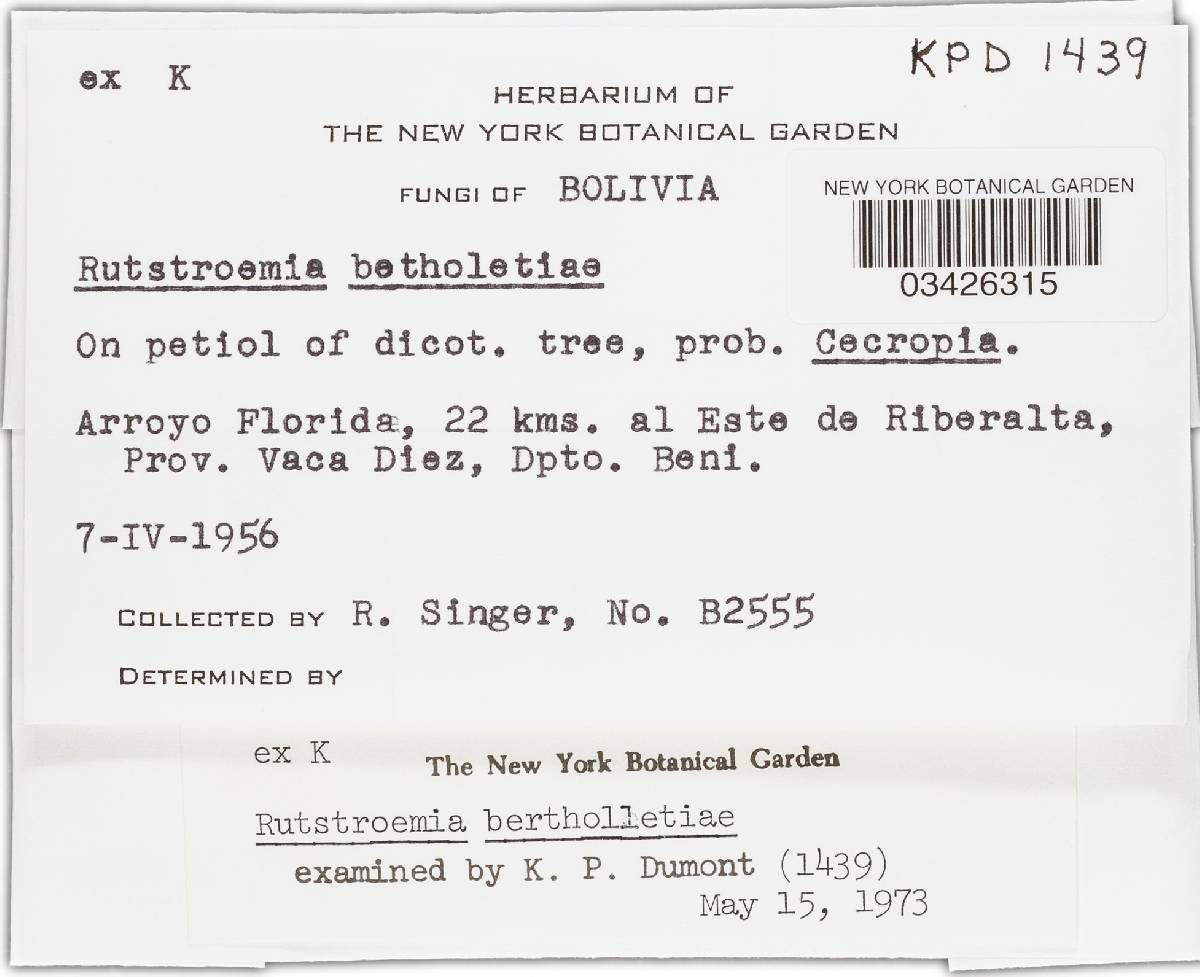 ex K
KPD 1439
HERBARIUM OF
THE NEW YORK BOTANICAL GARDEN
FUNGI OF BOLIVIA
NEW YORK BOTANICAL GARDEN
03426315
Rutstroemia betholetiae
On petiol of dicot. tree, prob. Cecropia.
Arroyo Florida, 22 kms. al Este de Riberalta,
Prov. Vaca Diez, Dpto. Beni.
7-IV-1956
COLLECTED BY R. Singer, No. B2555
DETERMINED BY
ex K
The New York Botanical Garden
Rutstroemia bertholletiae
examined by K. P. Dumont (1439)
May 15, 1973